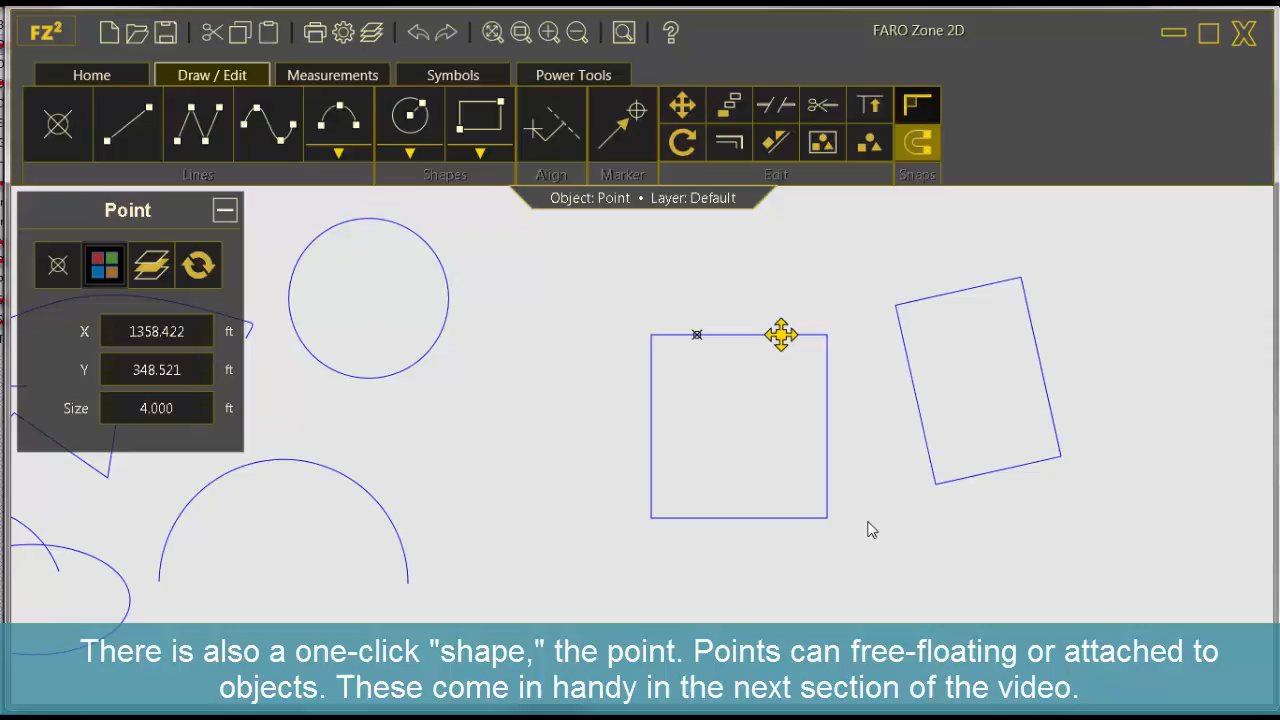 FZ²
FARO Zone 2D
Home
Draw / Edit
Measurements
Symbols
Power Tools
Lines
Shapes
Align
Marker
Edit
Snaps
Object: Point • Layer: Default
Point
X 1358.422 ft
Y 348.521 ft
Size 4.000 ft
There is also a one-click "shape," the point. Points can free-floating or attached to
objects. These come in handy in the next section of the video.